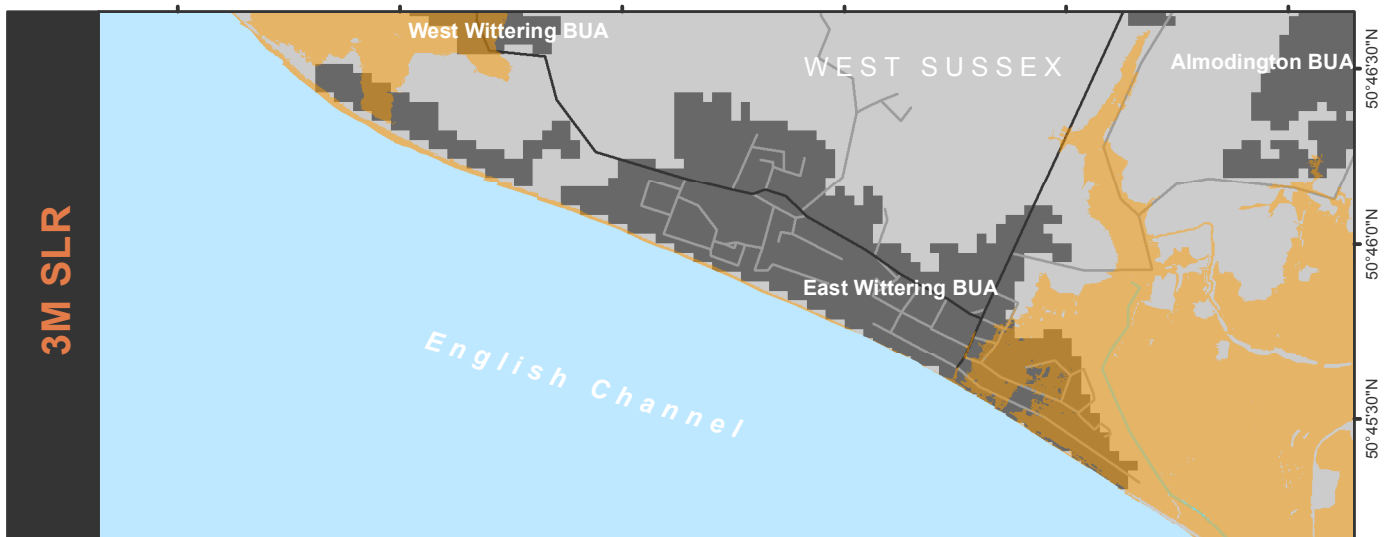 3M SLR
West Wittering BUA
WEST SUSSEX
Almodington BUA
East Wittering BUA
English Channel
50°46'30"N
50°46'0"N
50°45'30"N